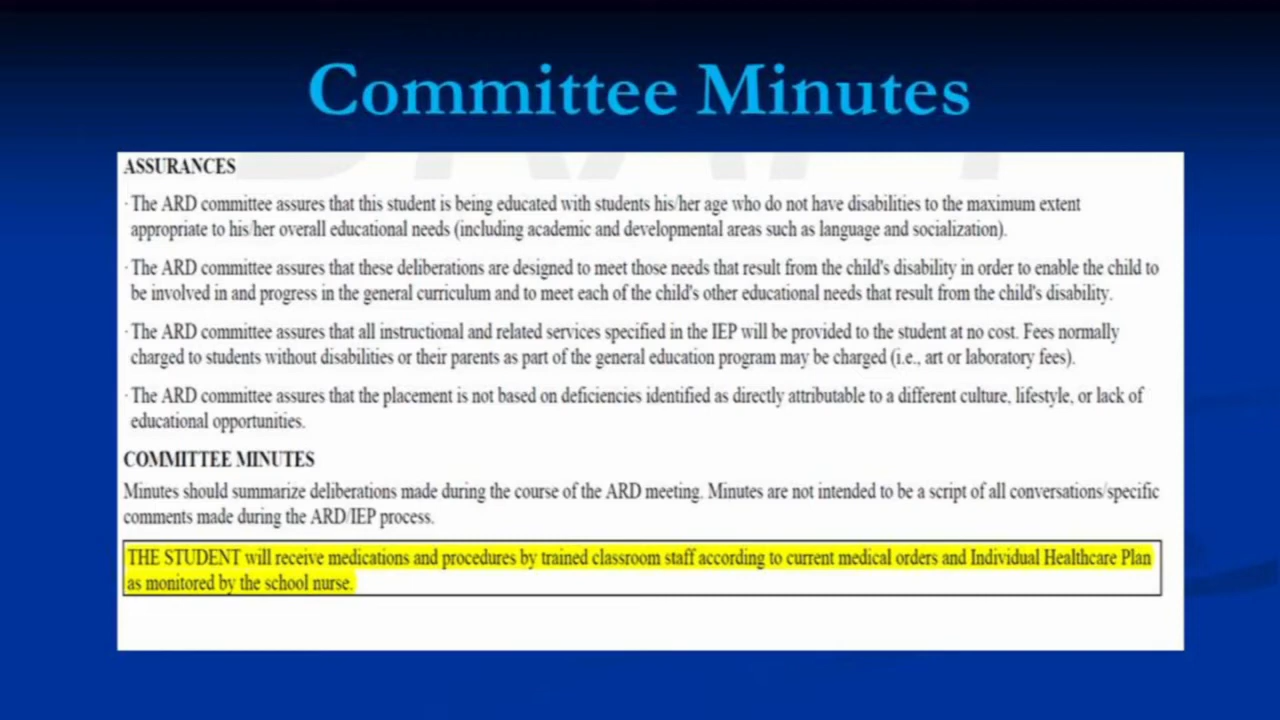 Committee Minutes
ASSURANCES
·The ARD committee assures that this student is being educated with students his/her age who do not have disabilities to the maximum extent
appropriate to his/her overall educational needs (including academic and developmental areas such as language and socialization).
·The ARD committee assures that these deliberations are designed to meet those needs that result from the child's disability in order to enable the child to
be involved in and progress in the general curriculum and to meet each of the child's other educational needs that result from the child's disability.
·The ARD committee assures that all instructional and related services specified in the IEP will be provided to the student at no cost. Fees normally
charged to students without disabilities or their parents as part of the general education program may be charged (i.e., art or laboratory fees).
·The ARD committee assures that the placement is not based on deficiencies identified as directly attributable to a different culture, lifestyle, or lack of
educational opportunities.
COMMITTEE MINUTES
Minutes should summarize deliberations made during the course of the ARD meeting. Minutes are not intended to be a script of all conversations/specific
comments made during the ARD/IEP process.
THE STUDENT will receive medications and procedures by trained classroom staff according to current medical orders and Individual Healthcare Plan
as monitored by the school nurse.